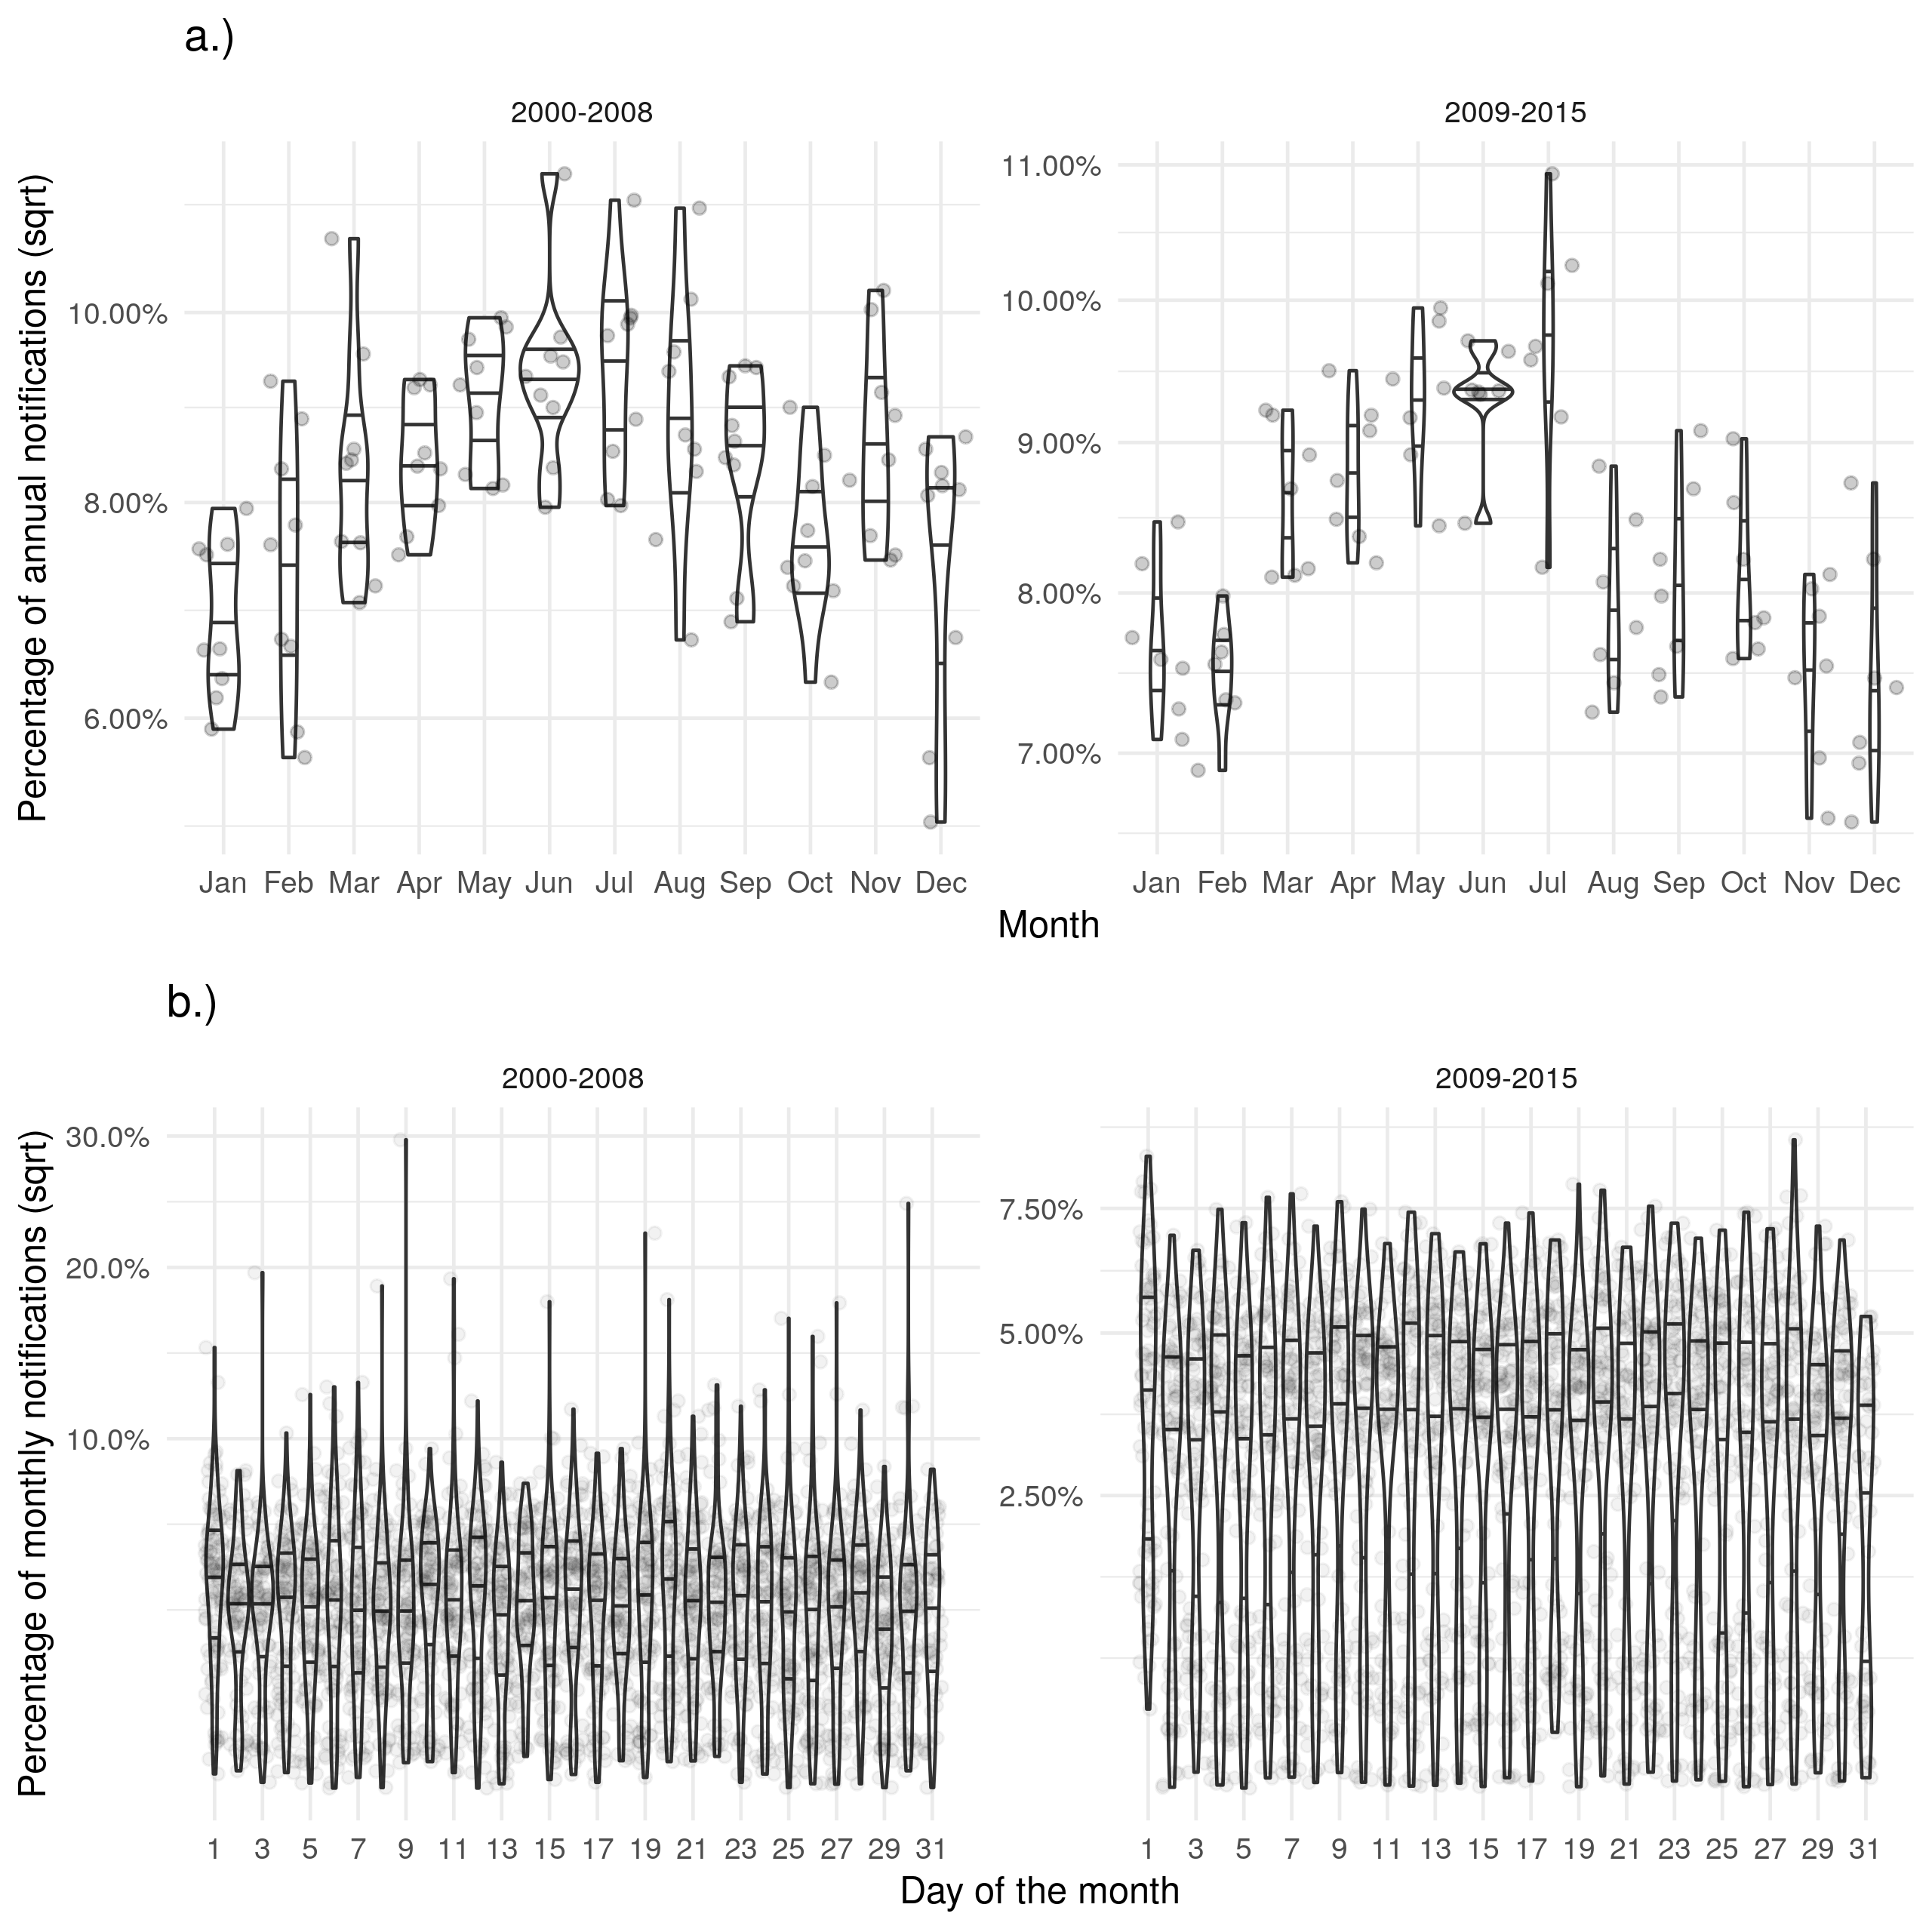 a.)
2000-2008 2009-2015
Percentage of annual notifications (sqrt)
10.00%
8.00%
6.00%
11.00%
10.00%
9.00%
8.00%
7.00%
Jan Feb Mar Apr May Jun Jul Aug Sep Oct Nov Dec
Jan Feb Mar Apr May Jun Jul Aug Sep Oct Nov Dec
Month
b.)
2000-2008 2009-2015
Percentage of monthly notifications (sqrt)
30.0%
20.0%
10.0%
7.50%
5.00%
2.50%
1 3 5 7 9 11 13 15 17 19 21 23 25 27 29 31
1 3 5 7 9 11 13 15 17 19 21 23 25 27 29 31
Day of the month